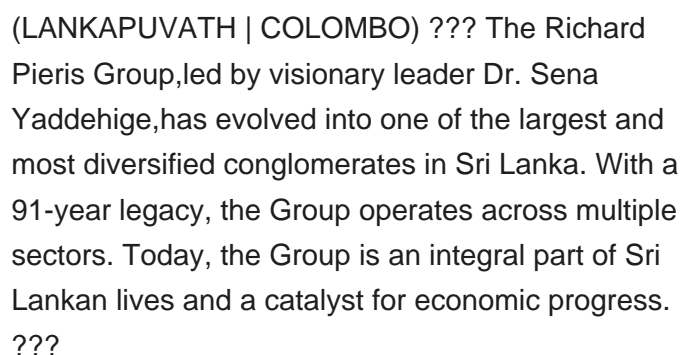 (LANKAPUVATH | COLOMBO) ??? The Richard
Pieris Group,led by visionary leader Dr. Sena
Yaddehige,has evolved into one of the largest and
most diversified conglomerates in Sri Lanka. With a
91-year legacy, the Group operates across multiple
sectors. Today, the Group is an integral part of Sri
Lankan lives and a catalyst for economic progress.
???